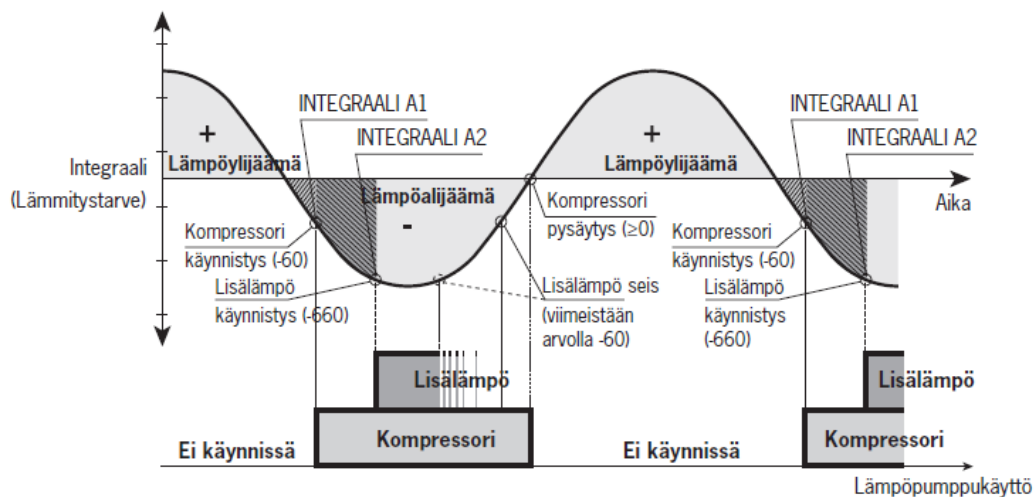 INTEGRAALI A1
INTEGRAALI A2
+
Lämpöylijäämä
Integraali
(Lämmitystarve)
Lämpöalijäämä
-
Kompressori
käynnistys (-60)
Lisälämpö
käynnistys (-660)
Kompressori
pysäytys (≥0)
Lisälämpö seis
(viimeistään
arvolla -60)
+
Lämpöylijäämä
INTEGRAALI A1
INTEGRAALI A2
Aika
Kompressori
käynnistys (-60)
Lisälämpö
käynnistys
(-660)
Lisälämpö
Lisälämpö
Ei käynnissä
Kompressori
Ei käynnissä
Kompressori
Lämpöpumppukäyttö